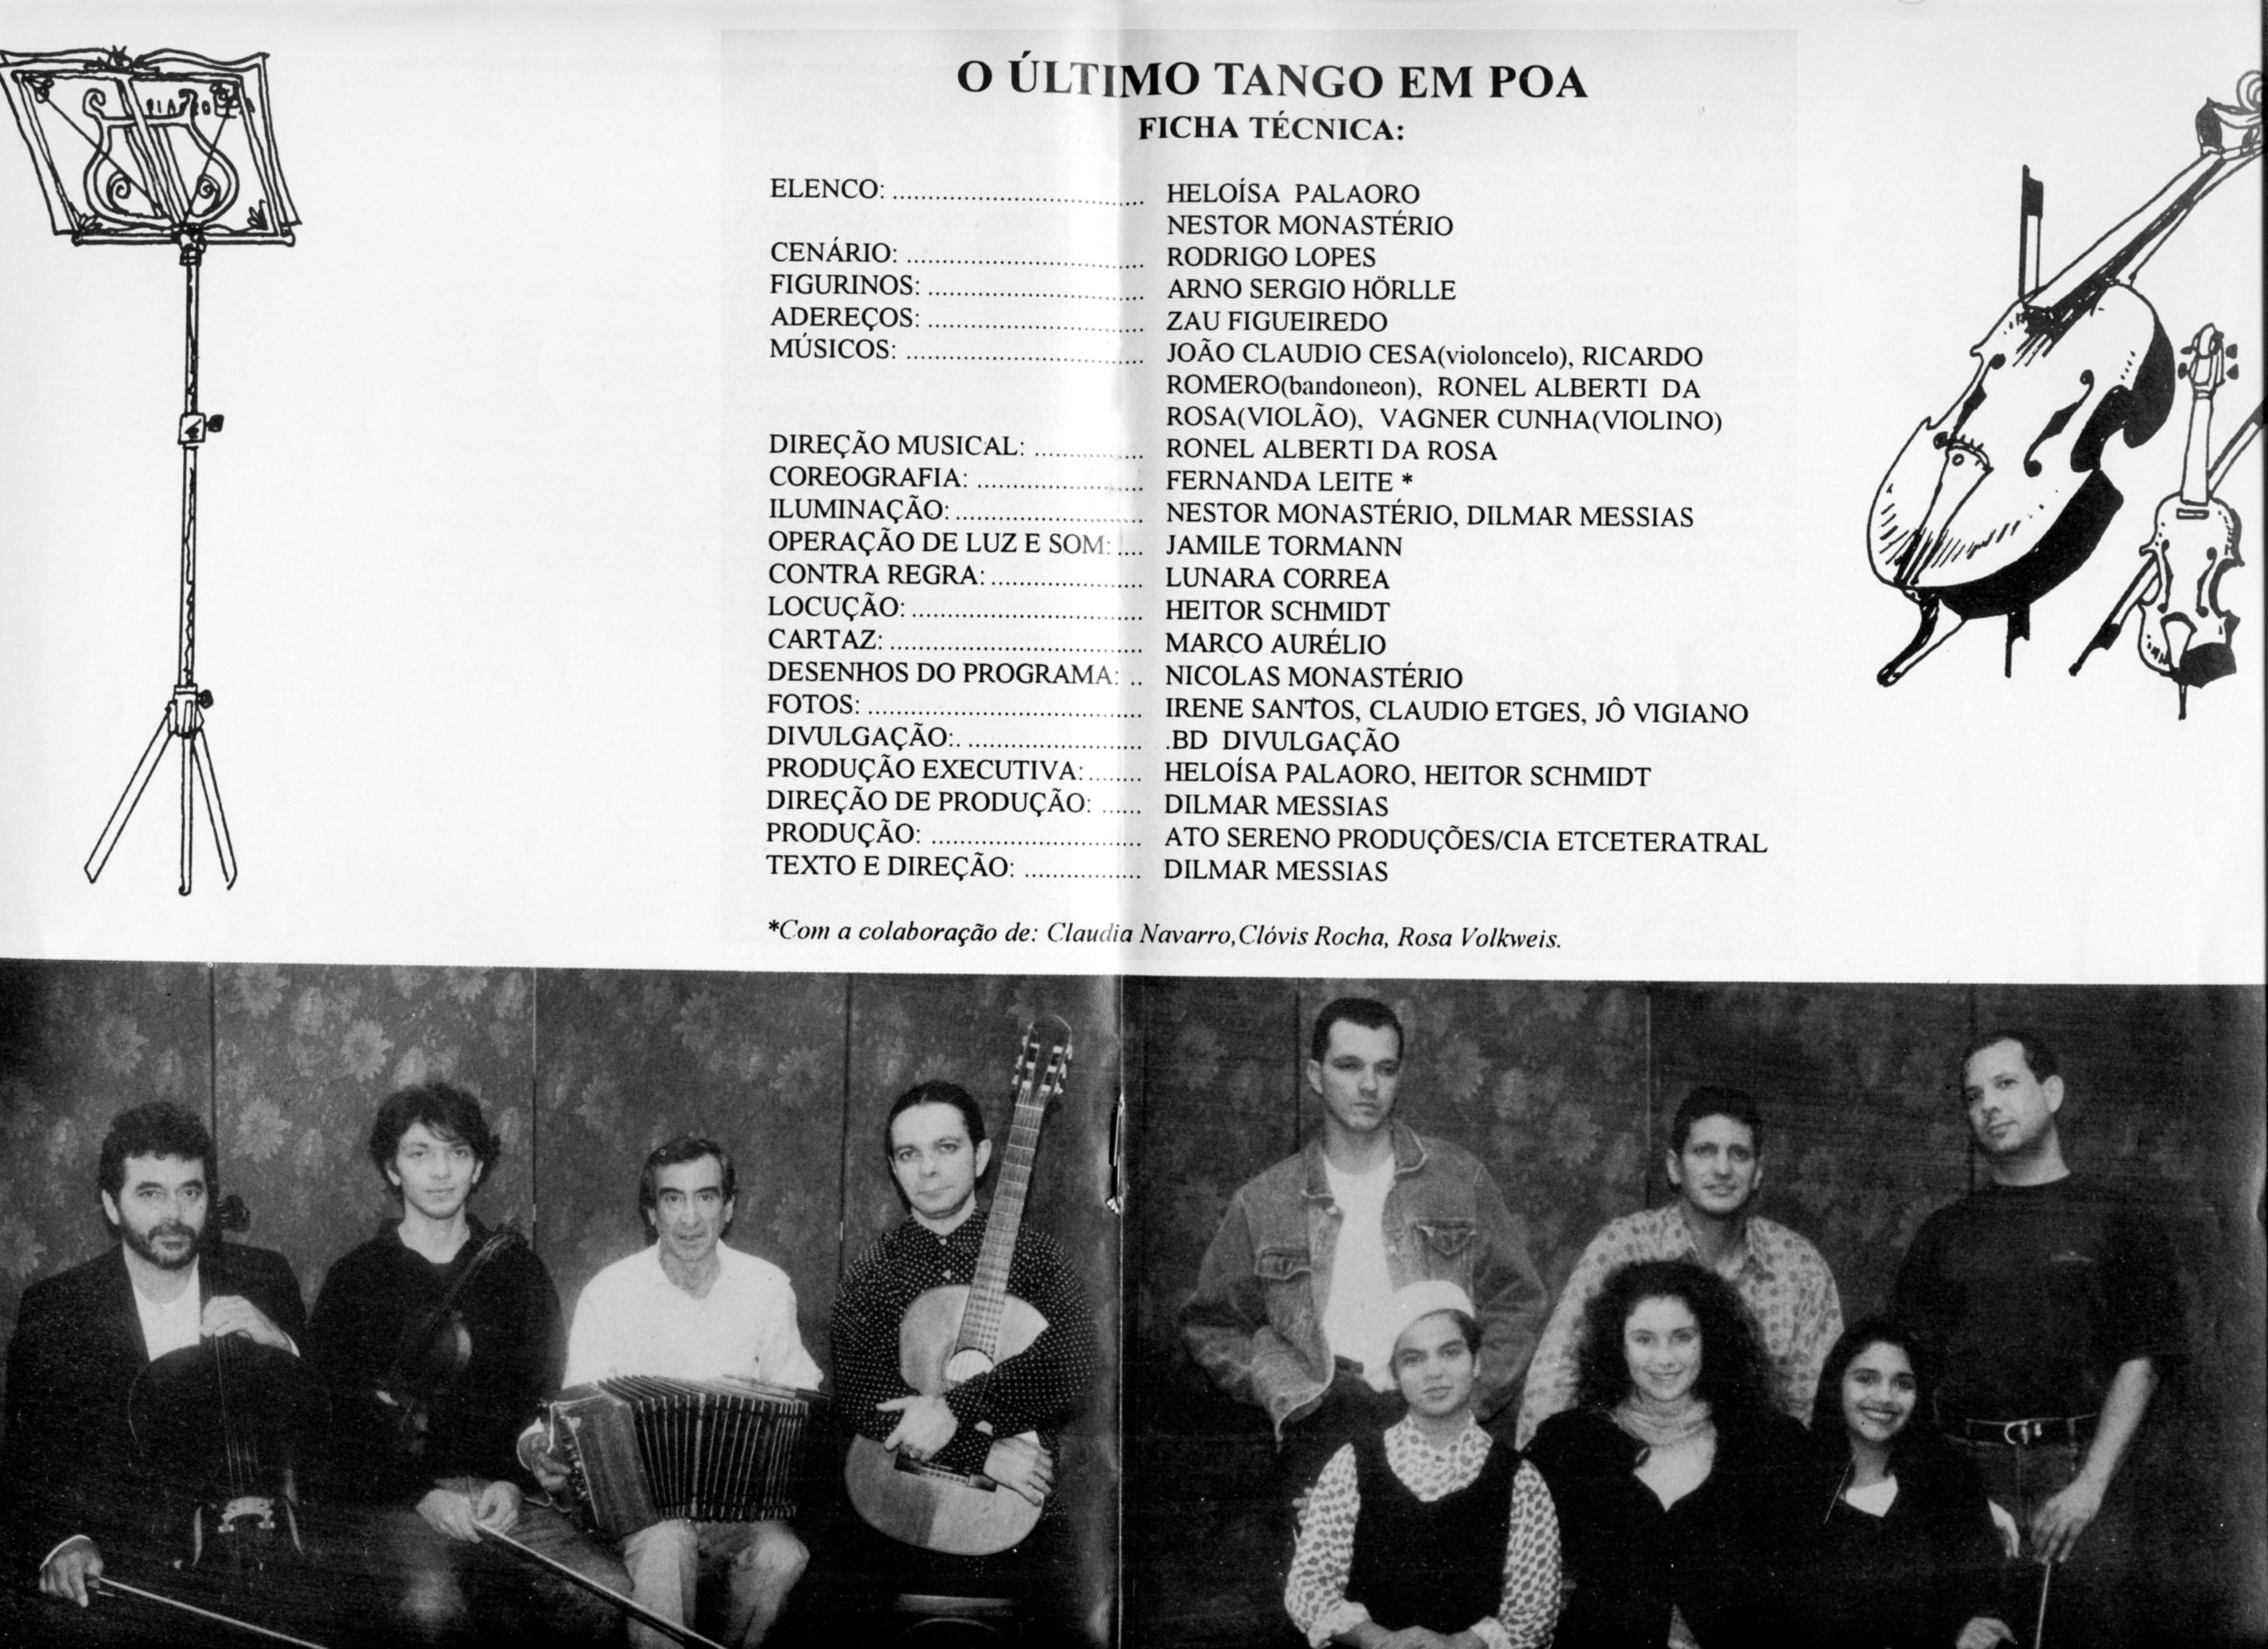 O ÚLTIMO TANGO EM POA
FICHA TÉCNICA:
ELENCO: .................................. HELOÍSA PALAORO
NESTOR MONASTÉRIO
CENÁRIO: ................................. RODRIGO LOPES
FIGURINOS: .............................. ARNO SERGIO HÖRLLE
ADEREÇOS: .............................. ZAU FIGUEIREDO
MÚSICOS: ................................. JOÃO CLAUDIO CESA(violoncelo), RICARDO
ROMERO(bandoneon), RONEL ALBERTI DA
ROSA(VIOLÃO), VAGNER CUNHA(VIOLINO)
DIREÇÃO MUSICAL: ............... RONEL ALBERTI DA ROSA
COREOGRAFIA: ....................... FERNANDA LEITE *
ILUMINAÇÃO: .......................... NESTOR MONASTÉRIO, DILMAR MESSIAS
OPERAÇÃO DE LUZ E SOM: .... JAMILE TORMANN
CONTRA REGRA: ..................... LUNARA CORREA
LOCUÇÃO: ................................ HEITOR SCHMIDT
CARTAZ: ................................... MARCO AURÉLIO
DESENHOS DO PROGRAMA: .. NICOLAS MONASTÉRIO
FOTOS: ...................................... IRENE SANTOS, CLAUDIO ETGES, JÔ VIGIANO
DIVULGAÇÃO:. ........................ .BD DIVULGAÇÃO
PRODUÇÃO EXECUTIVA: ........ HELOÍSA PALAORO, HEITOR SCHMIDT
DIREÇÃO DE PRODUÇÃO: ...... DILMAR MESSIAS
PRODUÇÃO: ............................. ATO SERENO PRODUÇÕES/CIA ETCETERATRAL
TEXTO E DIREÇÃO: ................. DILMAR MESSIAS
*Com a colaboração de: Claudia Navarro,Clóvis Rocha, Rosa Volkweis.